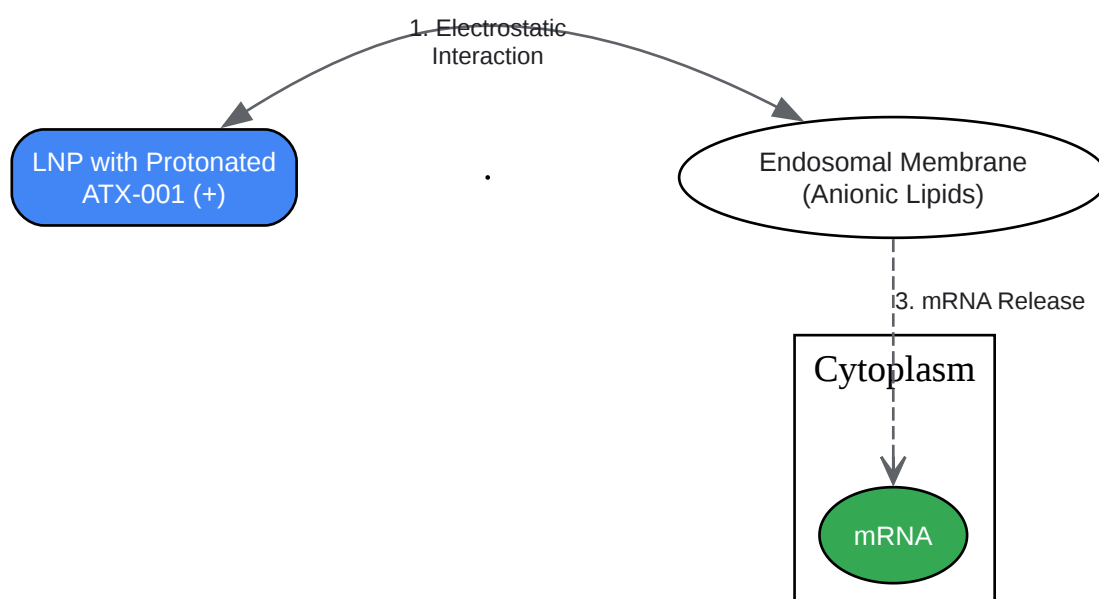 1. Electrostatic
Interaction
LNP with Protonated
ATX-001 (+)
Endosomal Membrane
(Anionic Lipids)
3. mRNA Release
Cytoplasm
mRNA